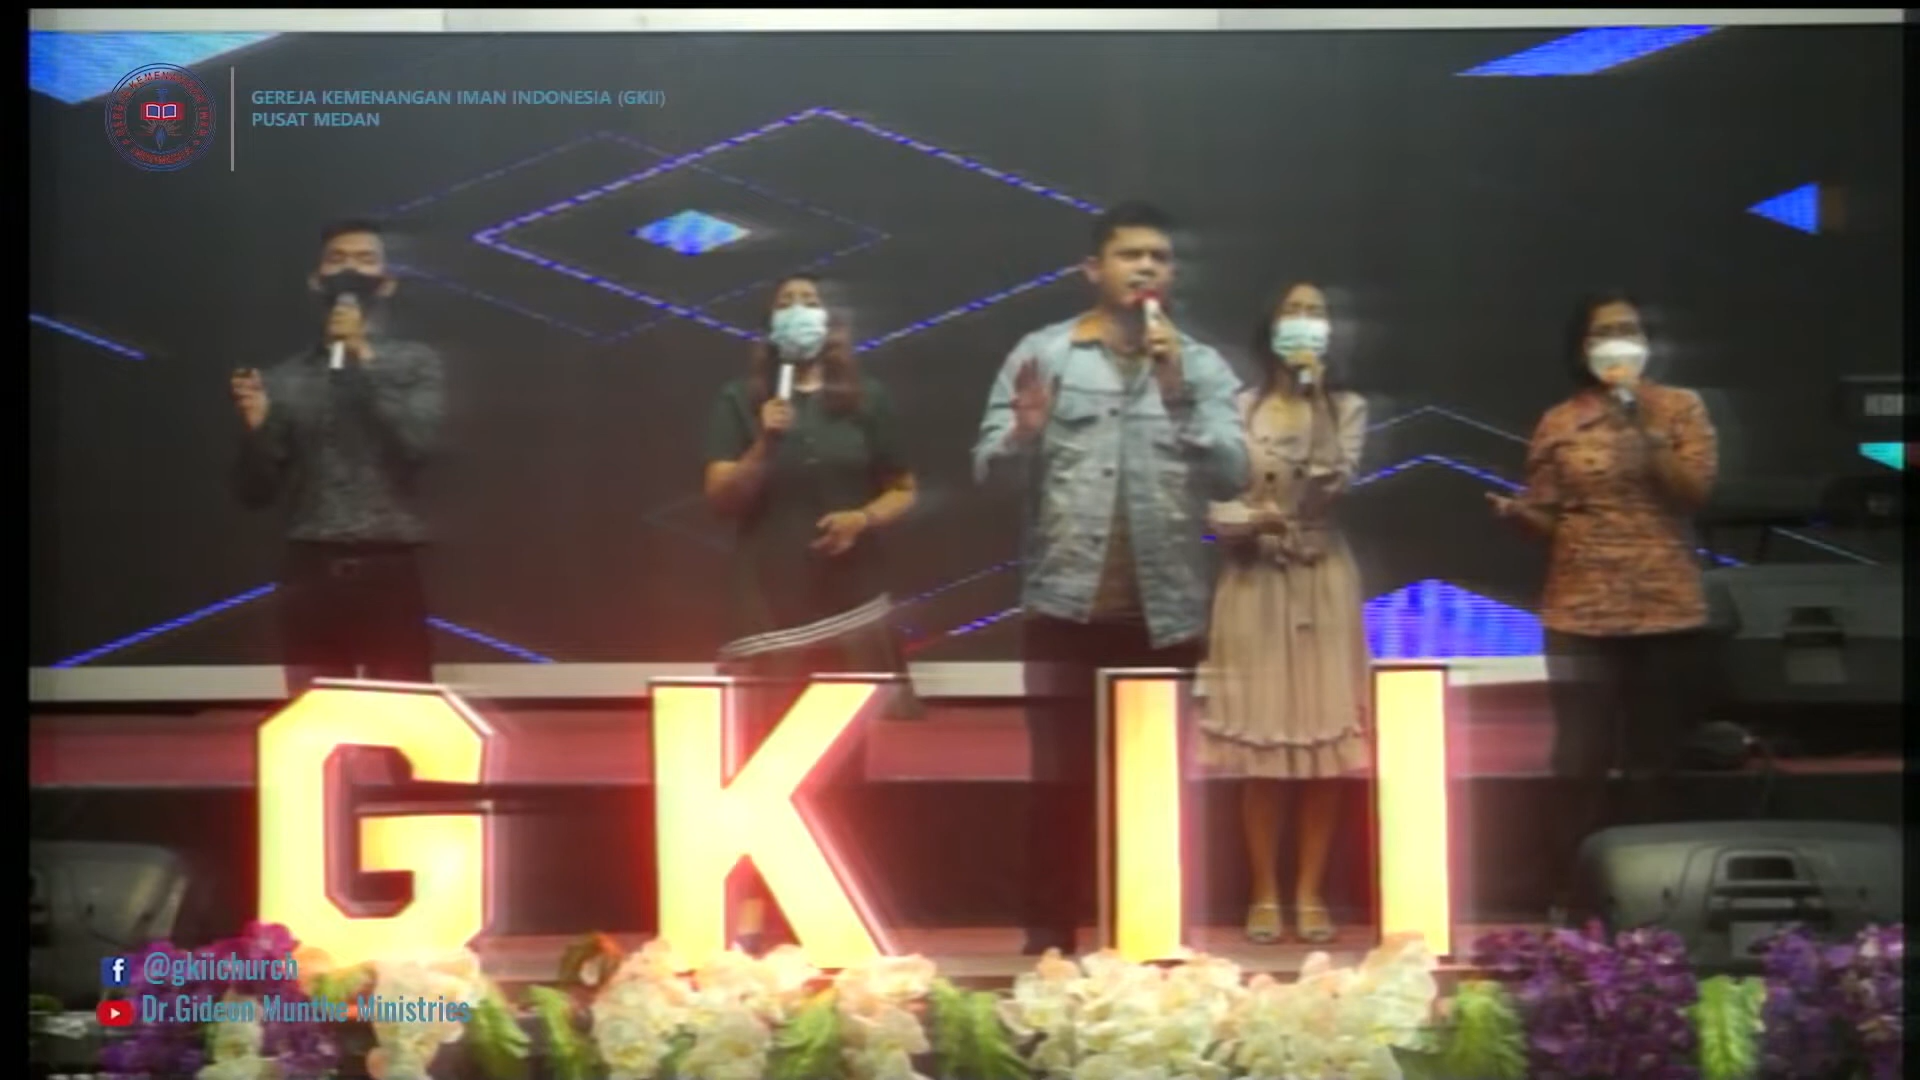 GEREJA KEMENANGAN IMAN INDONESIA (GKII)
PUSAT MEDAN
GKII
@gkiichurch
Dr.Gideon Munthe Ministries